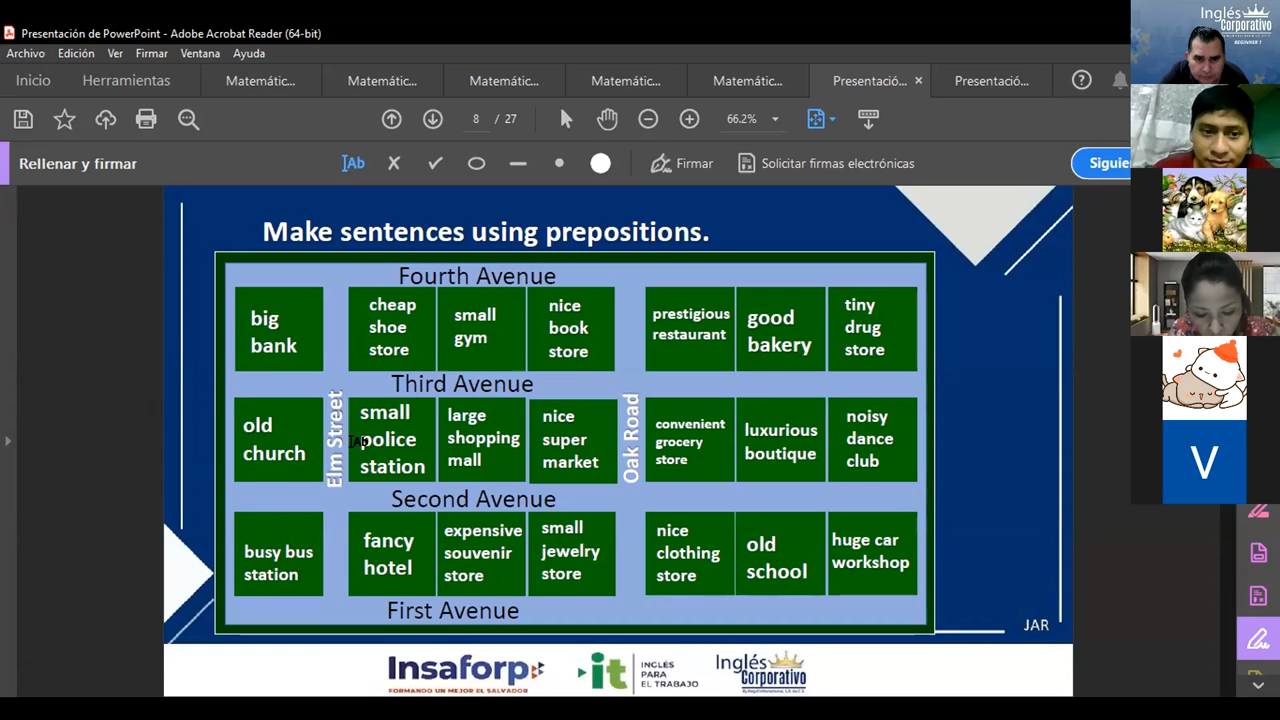 Presentación de PowerPoint - Adobe Acrobat Reader (64-bit)
Archivo Edición Ver Firmar Ventana Ayuda
Inicio Herramientas Matemátic... Matemátic... Matemátic... Matemátic... Matemátic... Presentació... × Presentació...
8 / 27 66.2%
Rellenar y firmar Ab Firmar Solicitar firmas electrónicas Siguie
Make sentences using prepositions.
Fourth Avenue
big
bank
cheap
shoe
store
small
gym
nice
book
store
prestigious
restaurant
good
bakery
tiny
drug
store
Third Avenue
old
church
Elm Street
small
police
station
large
shopping
mall
nice
super
market
Oak Road
convenient
grocery
store
luxurious
boutique
noisy
dance
club
Second Avenue
busy bus
station
fancy
hotel
expensive
souvenir
store
small
jewelry
store
nice
clothing
store
old
school
huge car
workshop
First Avenue
JAR
Insaforp
FORMANDO UN MEJOR EL SALVADOR
it
INGLÉS
PARA
EL TRABAJO
Inglés
Corporativo
Inglés
Corporativo
BEGINNER 1
V